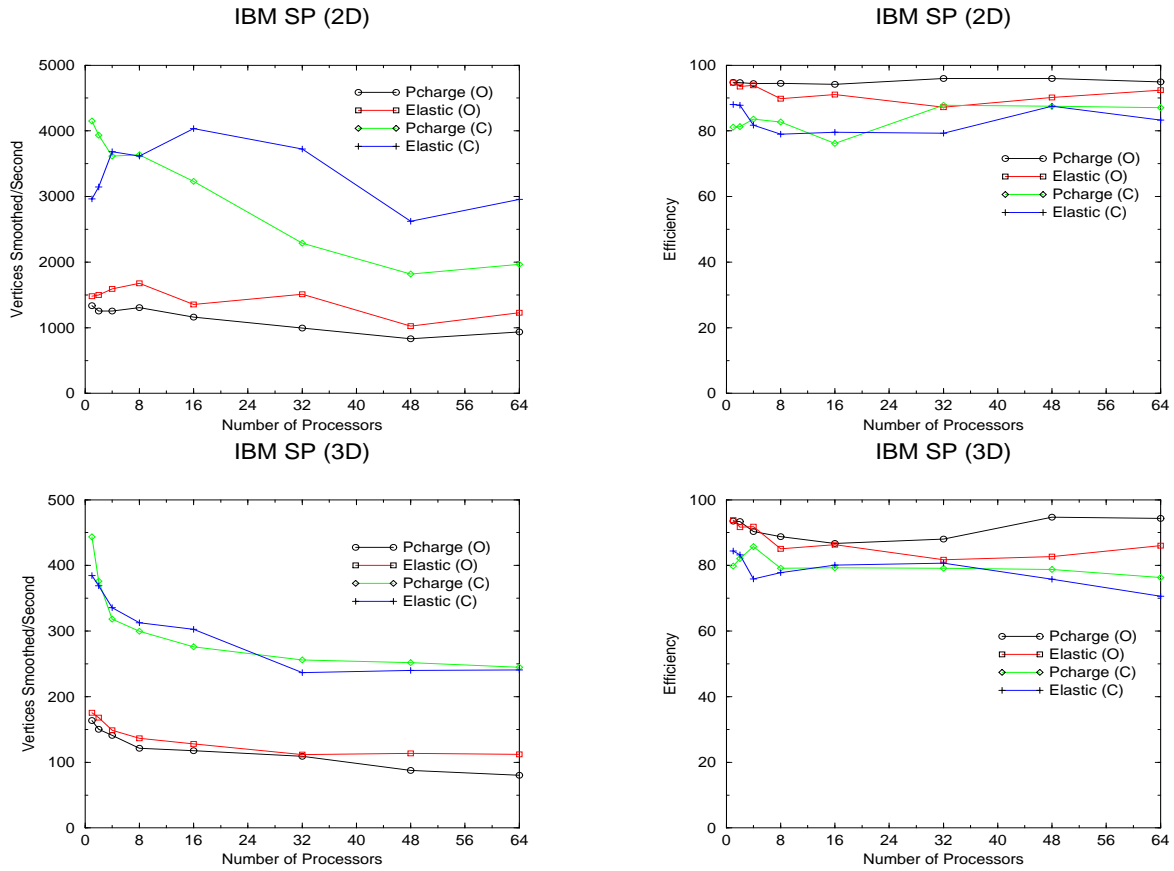 IBM SP (2D)
5000
4000
3000
2000
1000
0
Vertices Smoothed/Second
Pcharge (O)
Elastic (O)
Pcharge (C)
Elastic (C)
0 8 16 24 32 40 48 56 64
Number of Processors
IBM SP (2D)
100
80
60
40
20
0
Efficiency
Pcharge (O)
Elastic (O)
Pcharge (C)
Elastic (C)
0 8 16 24 32 40 48 56 64
Number of Processors
IBM SP (3D)
500
400
300
200
100
0
Vertices Smoothed/Second
Pcharge (O)
Elastic (O)
Pcharge (C)
Elastic (C)
0 8 16 24 32 40 48 56 64
Number of Processors
IBM SP (3D)
100
80
60
40
20
0
Efficiency
Pcharge (O)
Elastic (O)
Pcharge (C)
Elastic (C)
0 8 16 24 32 40 48 56 64
Number of Processors